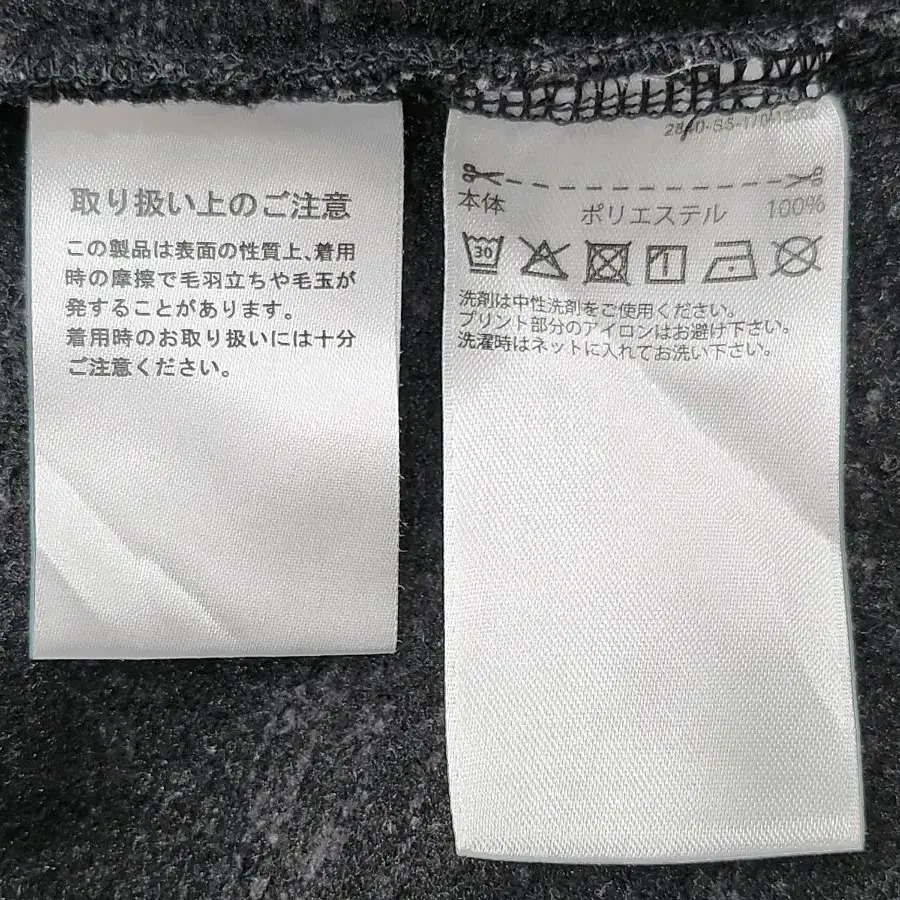 取り扱い上のご注意
この製品は表面の性質上、着用
時の摩擦で毛羽立ちや毛玉が
発することがあります。
着用時のお取り扱いには十分
ご注意ください。
本体 ポリエステル 100%
30
洗剤は中性洗剤をご使用ください。
プリント部分のアイロンはお避け下さい。
洗濯時はネットに入れてお洗い下さい。